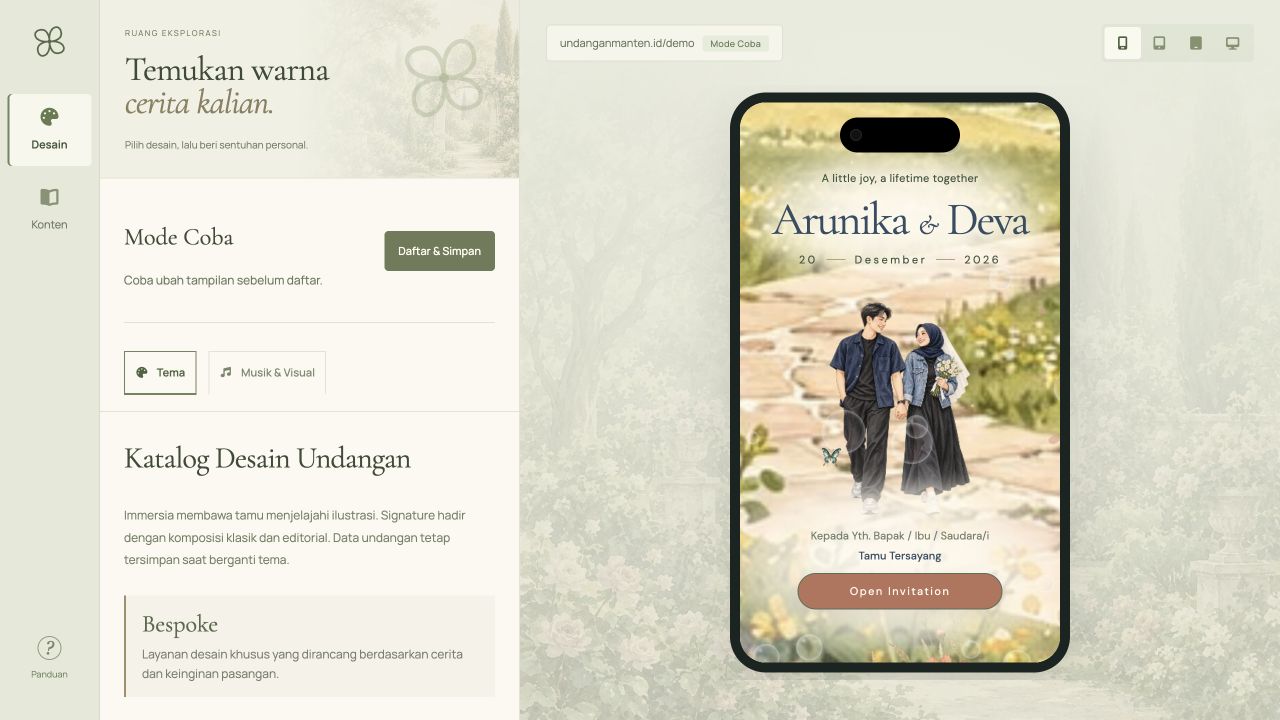 Desain
Konten
?
Panduan
RUANG EKSPLORASI
Temukan warna
cerita kalian.
Pilih desain, lalu beri sentuhan personal.
Mode Coba
Daftar & Simpan
Coba ubah tampilan sebelum daftar.
Tema
Musik & Visual
Katalog Desain Undangan
Immersia membawa tamu menjelajahi ilustrasi. Signature hadir
dengan komposisi klasik dan editorial. Data undangan tetap
tersimpan saat berganti tema.
Bespoke
Layanan desain khusus yang dirancang berdasarkan cerita
dan keinginan pasangan.
undanganmanten.id/demo Mode Coba
A little joy, a lifetime together
Arunika & Deva
20 — Desember — 2026
Kepada Yth. Bapak / Ibu / Saudara/i
Tamu Tersayang
Open Invitation